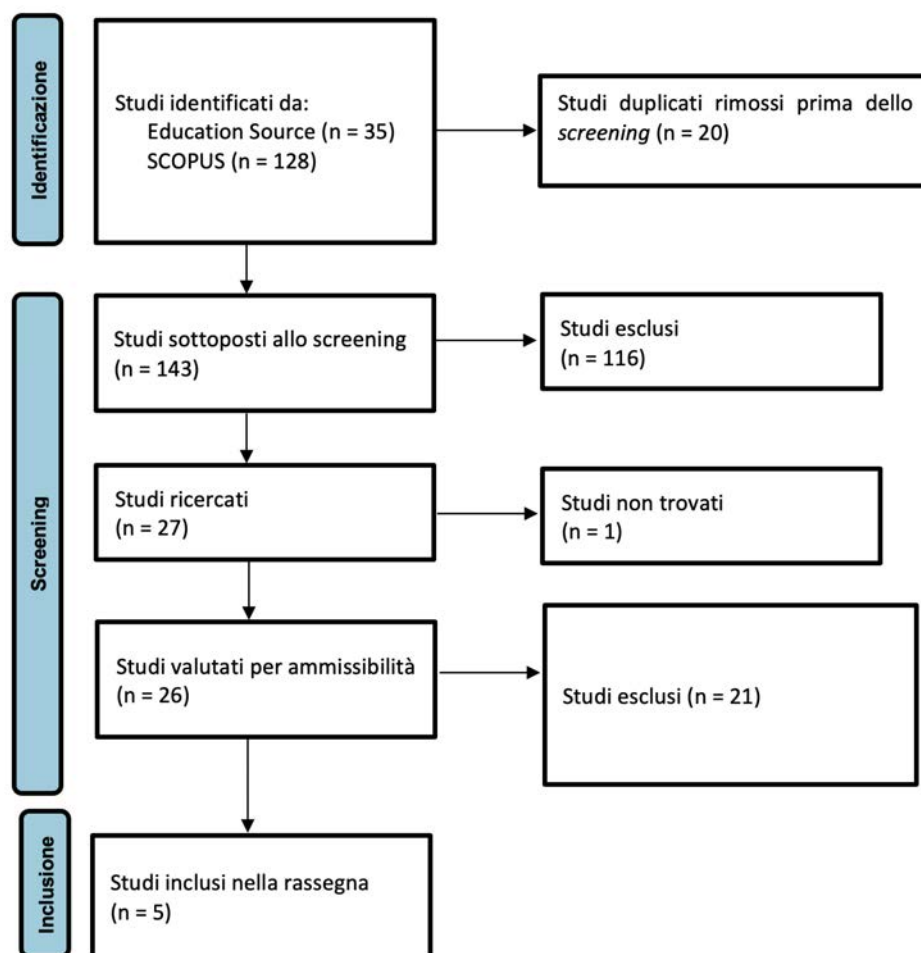 Identificazione
Studi identificati da:
Education Source (n = 35)
SCOPUS (n = 128)
Studi duplicati rimossi prima dello
screening (n = 20)
Screening
Studi sottoposti allo screening
(n = 143)
Studi esclusi
(n = 116)
Studi ricercati
(n = 27)
Studi non trovati
(n = 1)
Studi valutati per ammissibilità
(n = 26)
Studi esclusi (n = 21)
Inclusione
Studi inclusi nella rassegna
(n = 5)